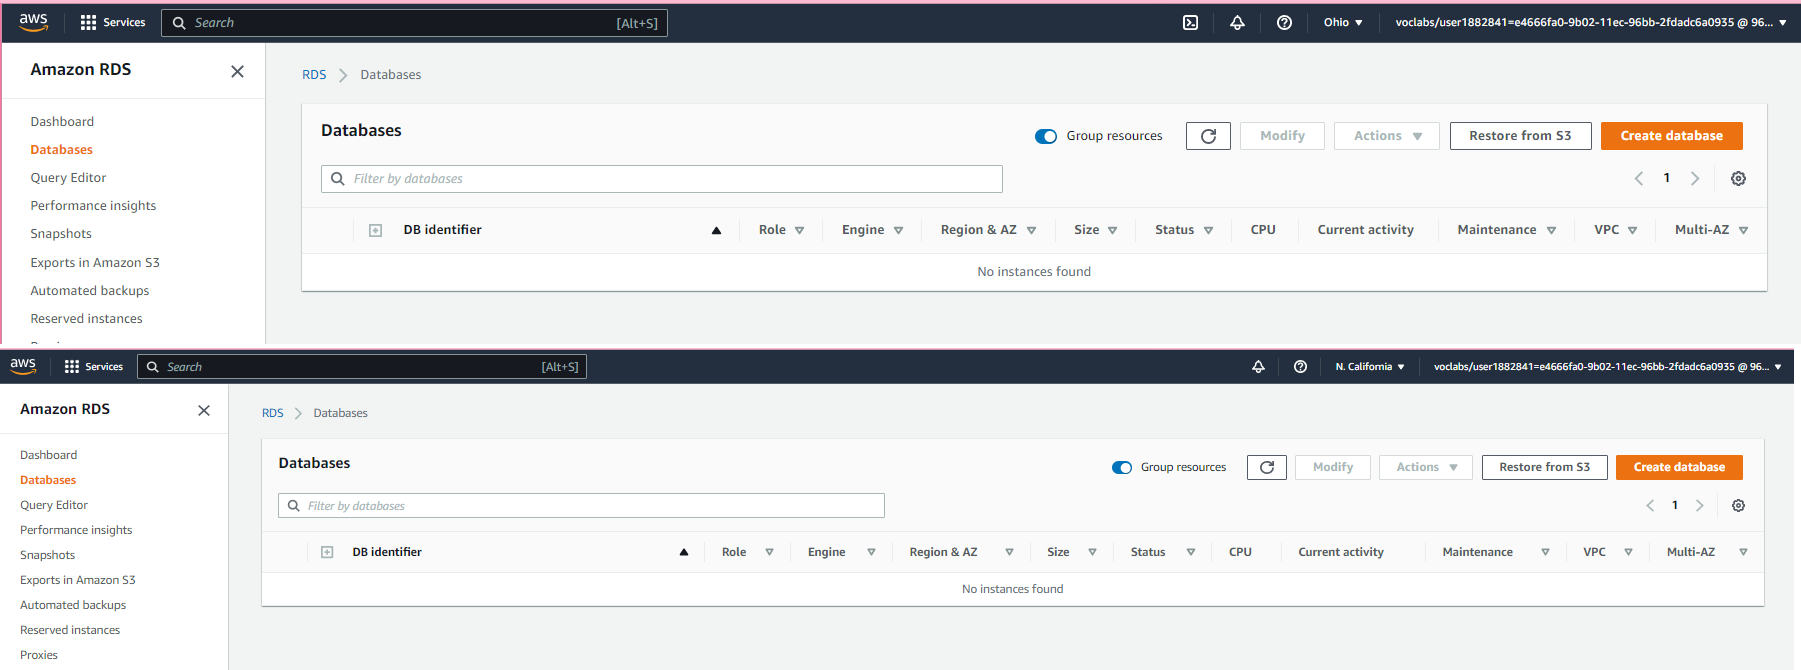 aws Services Search [Alt+S] Ohio voclabs/user1882841=e4666fa0-9b02-11ec-96bb-2fdadc6a0935 @ 96...
Amazon RDS
RDS Databases
Dashboard
Databases
Query Editor
Performance insights
Snapshots
Exports in Amazon S3
Automated backups
Reserved instances
Databases
Group resources Modify Actions Restore from S3 Create database
Filter by databases 1
DB identifier Role Engine Region & AZ Size Status CPU Current activity Maintenance VPC Multi-AZ
No instances found
aws Services Search [Alt+S] N. California voclabs/user1882841=e4666fa0-9b02-11ec-96bb-2fdadc6a0935 @ 96...
Amazon RDS
RDS Databases
Dashboard
Databases
Query Editor
Performance insights
Snapshots
Exports in Amazon S3
Automated backups
Reserved instances
Proxies
Databases
Group resources Modify Actions Restore from S3 Create database
Filter by databases 1
DB identifier Role Engine Region & AZ Size Status CPU Current activity Maintenance VPC Multi-AZ
No instances found